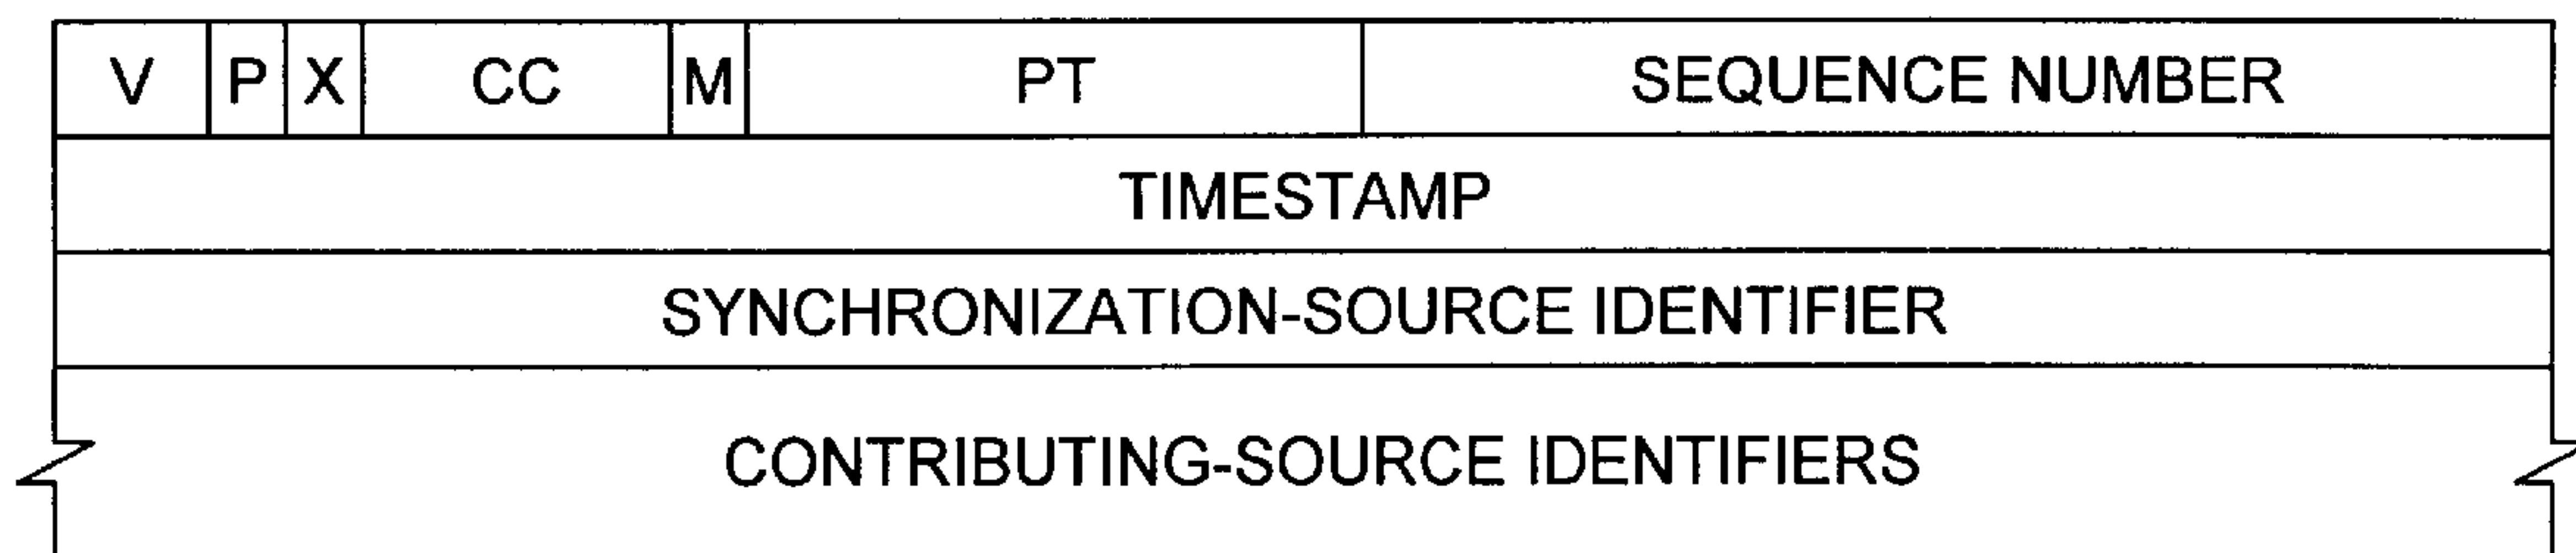 V P X CC M PT SEQUENCE NUMBER
TIMESTAMP
SYNCHRONIZATION-SOURCE IDENTIFIER
CONTRIBUTING-SOURCE IDENTIFIERS